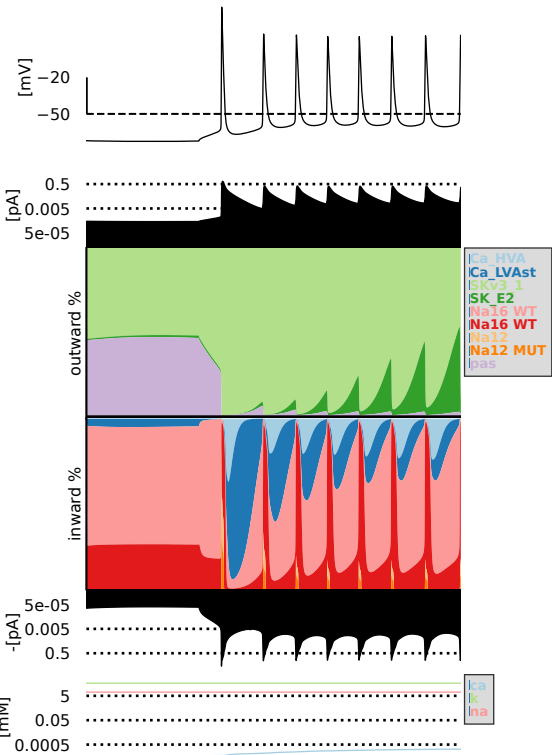 [mV]
−20
−50
[pA]
0.5
0.005
5e-05
outward %
Ca_HVA
Ca_LVAst
SKv3_1
SK_E2
Na16 WT
Na16 WT
Na12
Na12 MUT
pas
inward %
-[pA]
5e-05
0.005
0.5
[mM]
5
0.05
0.0005
ca
k
na